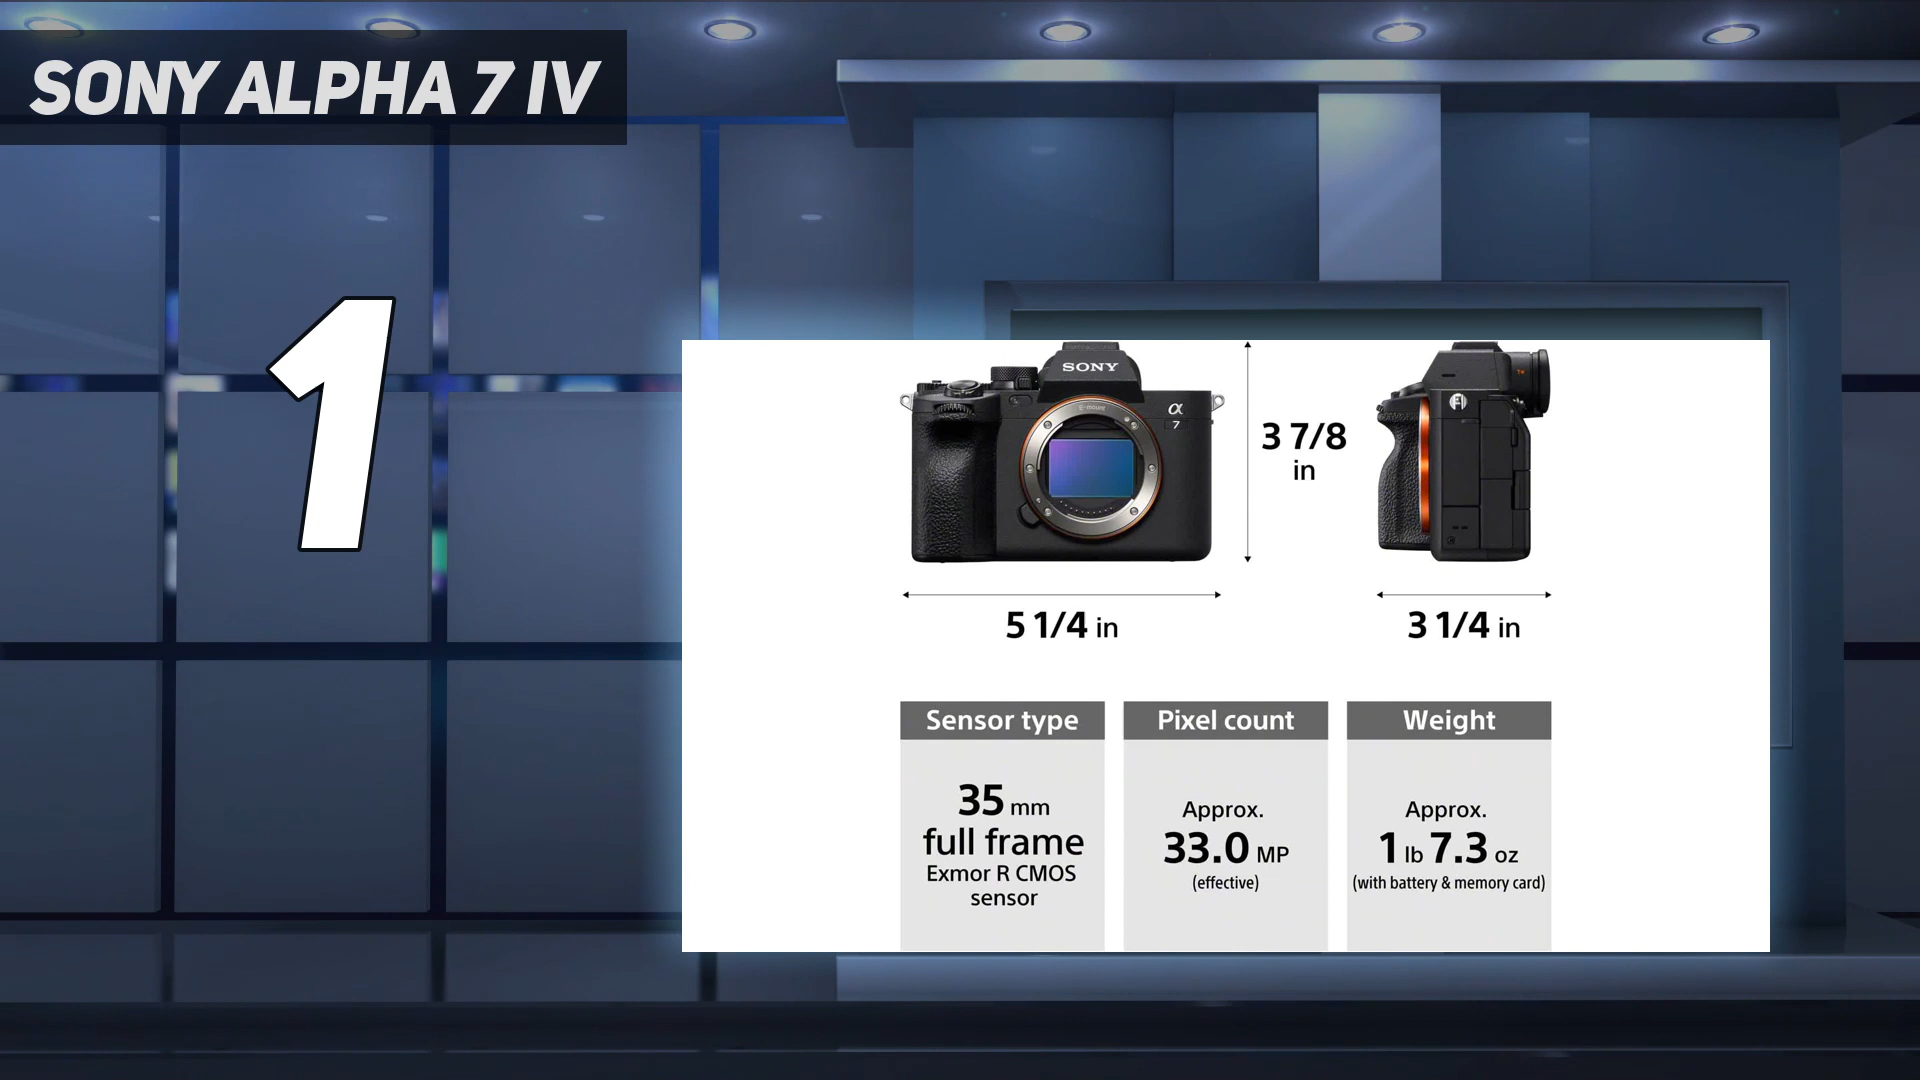 SONY ALPHA 7 IV
1
SONY
E-mount
α
7
3 7/8
in
5 1/4 in
3 1/4 in
Sensor type
35 mm
full frame
Exmor R CMOS
sensor
Pixel count
Approx.
33.0 MP
(effective)
Weight
Approx.
1 lb 7.3 oz
(with battery & memory card)